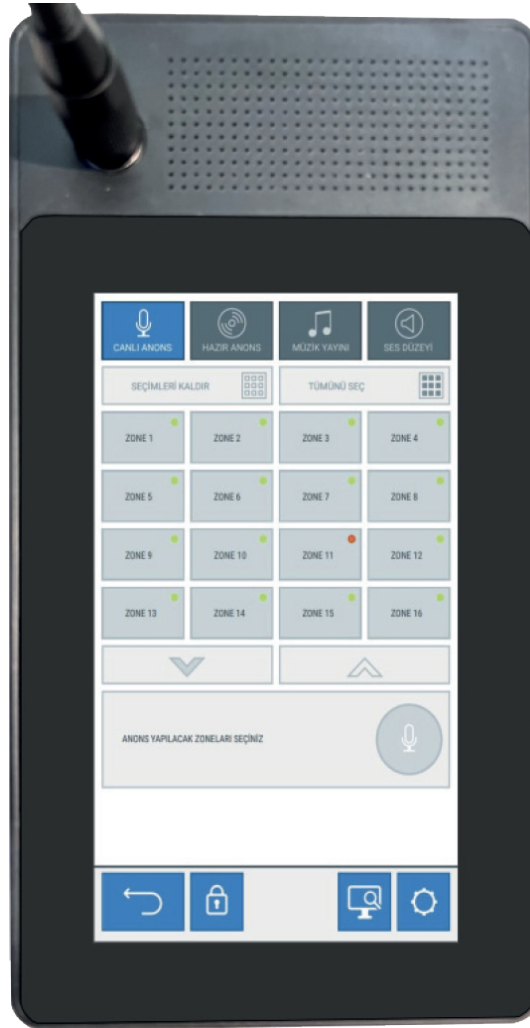 CANLI ANONS
HAZIR ANONS
MÜZİK YAYINI
SES DÜZEYİ
SEÇİMLERİ KALDIR
TÜMÜNÜ SEÇ
ZONE 1
ZONE 2
ZONE 3
ZONE 4
ZONE 5
ZONE 6
ZONE 7
ZONE 8
ZONE 9
ZONE 10
ZONE 11
ZONE 12
ZONE 13
ZONE 14
ZONE 15
ZONE 16
ANONS YAPILACAK ZONELARI SEÇİNİZ